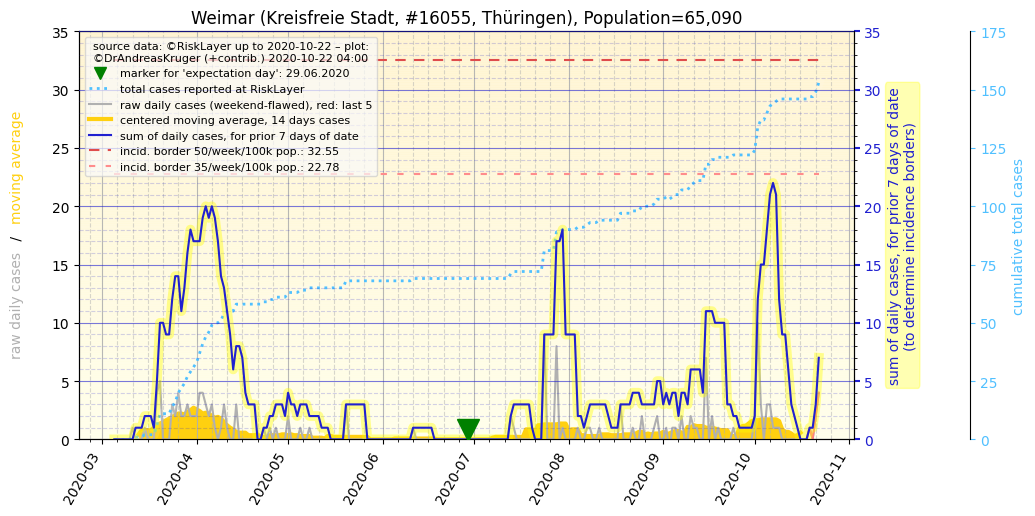 Weimar (Kreisfreie Stadt, #16055, Thüringen), Population=65,090
source data: ©RiskLayer up to 2020-10-22 – plot:
©DrAndreasKruger (+contrib.) 2020-10-22 04:00
marker for 'expectation day': 29.06.2020
total cases reported at RiskLayer
raw daily cases (weekend-flawed), red: last 5
centered moving average, 14 days cases
sum of daily cases, for prior 7 days of date
incid. border 50/week/100k pop.: 32.55
incid. border 35/week/100k pop.: 22.78
raw daily cases / moving average
35
30
25
20
15
10
5
0
2020-03
2020-04
2020-05
2020-06
2020-07
2020-08
2020-09
2020-10
2020-11
35
30
25
20
15
10
5
0
sum of daily cases, for prior 7 days of date
(to determine incidence borders)
175
150
125
100
75
50
25
0
cumulative total cases